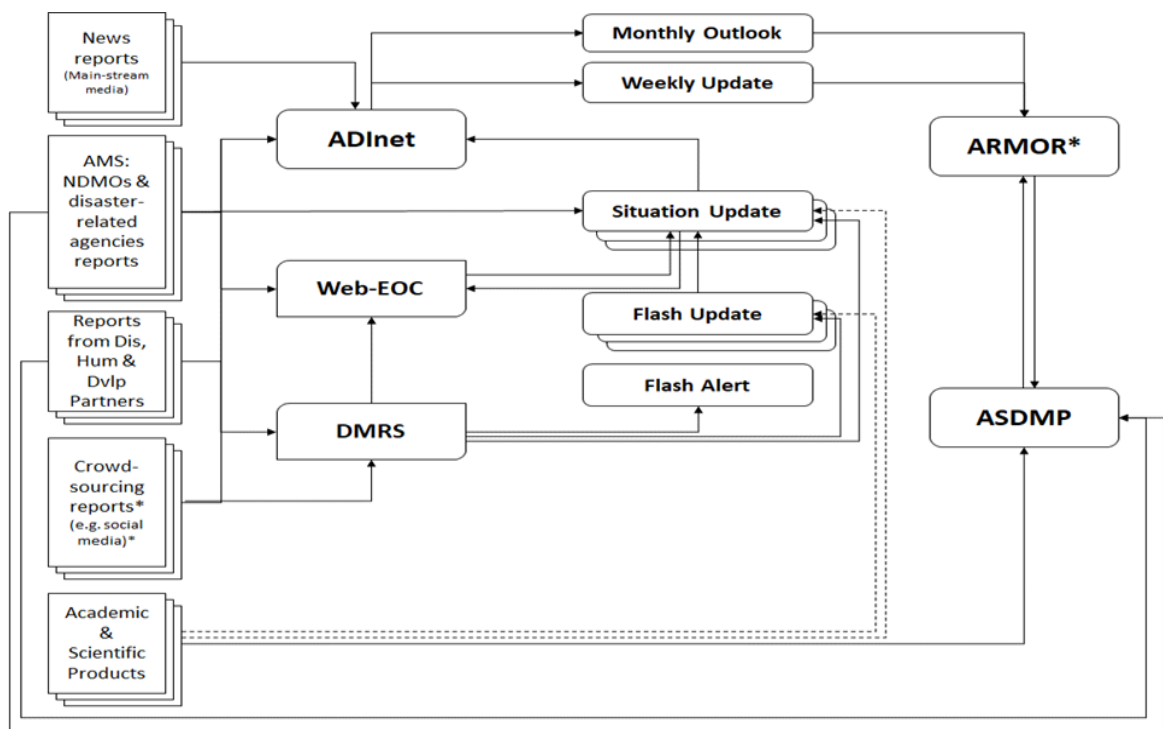 News
reports
(Main-stream
media)
AMS:
NDMOs &
disaster-
related
agencies
reports
Reports
from Dis,
Hum &
Dvlp
Partners
Crowd-
sourcing
reports*
(e.g. social
media)*
Academic
&
Scientific
Products
ADInet
Web-EOC
DMRS
Monthly Outlook
Weekly Update
Situation Update
Flash Update
Flash Alert
ARMOR*
ASDMP